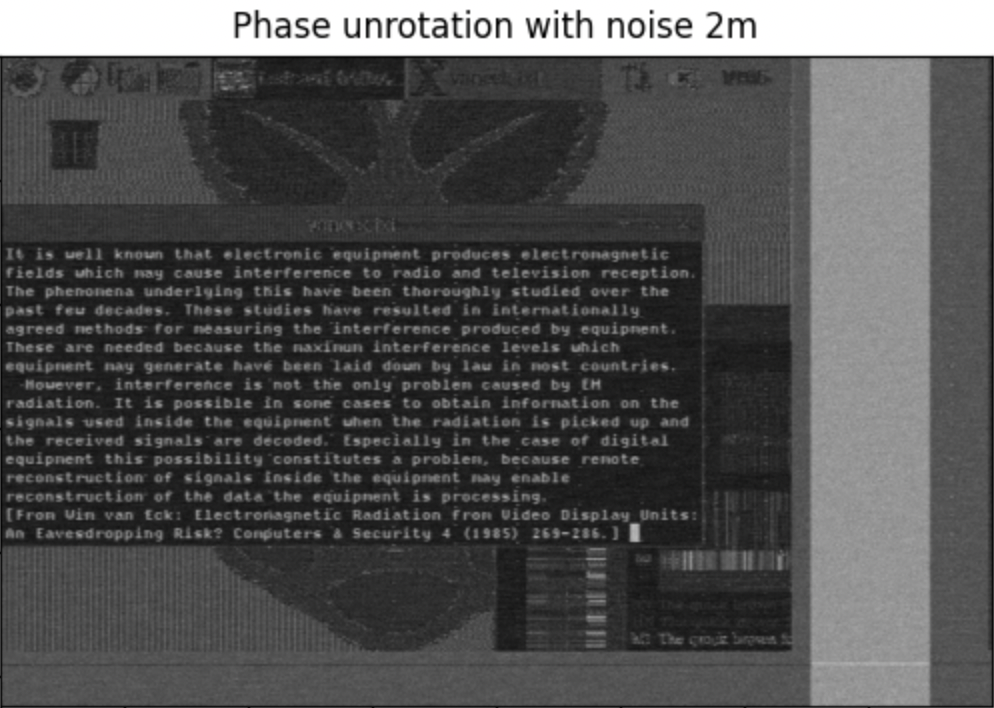 Phase unrotation with noise 2m
It is well known that electronic equipment produces electromagnetic
fields which may cause interference to radio and television reception.
The phenomena underlying this have been thoroughly studied over the
past few decades. These studies have resulted in internationally
agreed methods for measuring the interference produced by equipment.
These are needed because the maximum interference levels which
equipment may generate have been laid down by law in most countries.
However, interference is not the only problem caused by EM
radiation. It is possible in some cases to obtain information on the
signals used inside the equipment when the radiation is picked up and
the received signals are decoded. Especially in the case of digital
equipment this possibility constitutes a problem, because remote
reconstruction of signals inside the equipment may enable
reconstruction of the data the equipment is processing.
[From Wim van Eck: Electromagnetic Radiation from Video Display Units:
An Eavesdropping Risk? Computers & Security 4 (1985) 269-286.]
The quick brown